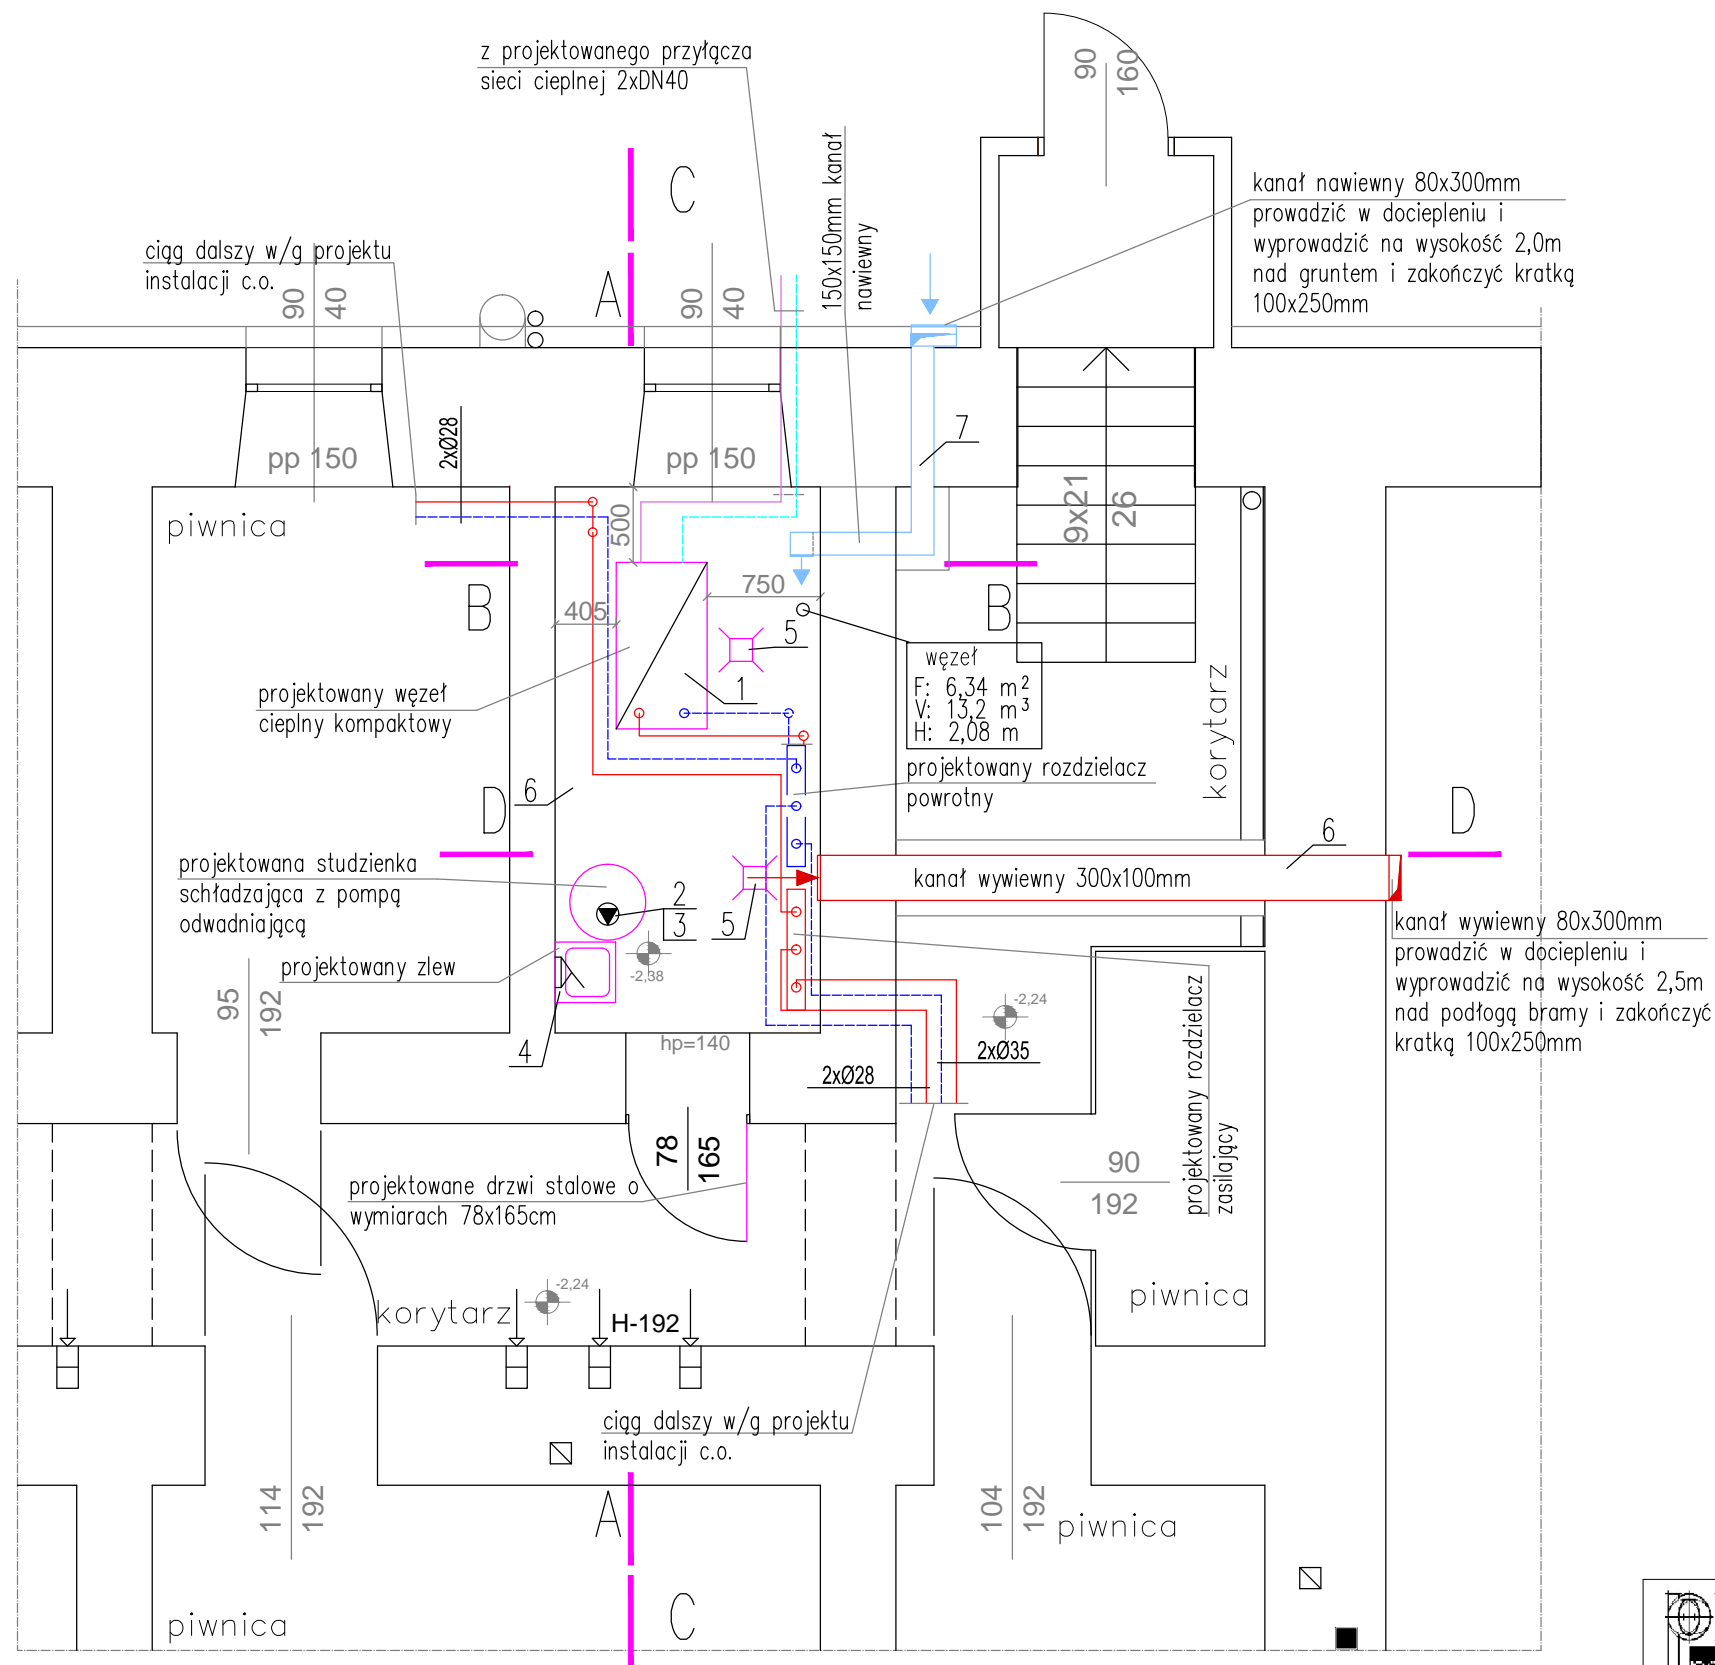 z projektowanego przyłącza
sieci cieplnej 2xDN40
90
160
C
150x150mm kanał
nawiewny
kanał nawiewny 80x300mm
prowadzić w dociepleniu i
wyprowadzić na wysokość 2,0m
nad gruntem i zakończyć kratką
100x250mm
ciąg dalszy w/g projektu
instalacji c.o.
90
40
A
90
40
2xØ28
7
pp 150
pp 150
piwnica
500
9x21
26
B
405
750
5
B
węzeł
F: 6,34 m²
V: 13,2 m³
H: 2,08 m
korytarz
projektowany węzeł
cieplny kompaktowy
1
projektowany rozdzielacz
powrotny
6
D
D
6
projektowana studzienka
schładzająca z pompą
odwadniającą
kanał wywiewny 300x100mm
2
3
5
kanał wywiewny 80x300mm
prowadzić w dociepleniu i
wyprowadzić na wysokość 2,5m
nad podłogą bramy i zakończyć
kratką 100x250mm
projektowany zlew
-2,38
95
192
-2,24
4
hp=140
2xØ35
2xØ28
projektowany rozdzielacz
zasilający
78
165
90
192
projektowane drzwi stalowe o
wymiarach 78x165cm
-2,24
korytarz
H-192
piwnica
ciąg dalszy w/g projektu
instalacji c.o.
114
192
A
104
192
piwnica
piwnica
C